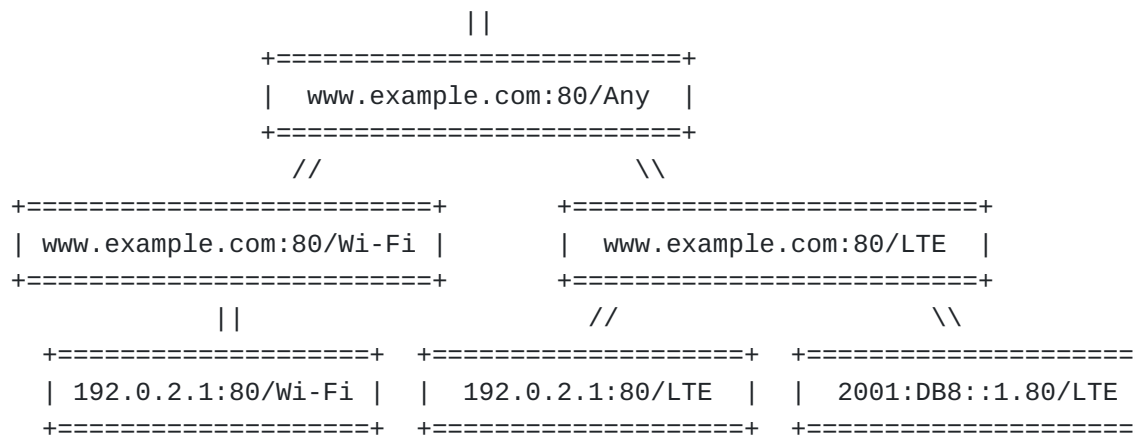 ||
+==========================+
| www.example.com:80/Any |
+==========================+
// \\
+==========================+ +==========================+
| www.example.com:80/Wi-Fi | | www.example.com:80/LTE |
+==========================+ +==========================+
|| // \\
+====================+ +====================+ +=====================
| 192.0.2.1:80/Wi-Fi | | 192.0.2.1:80/LTE | | 2001:DB8::1.80/LTE
+====================+ +====================+ +=====================